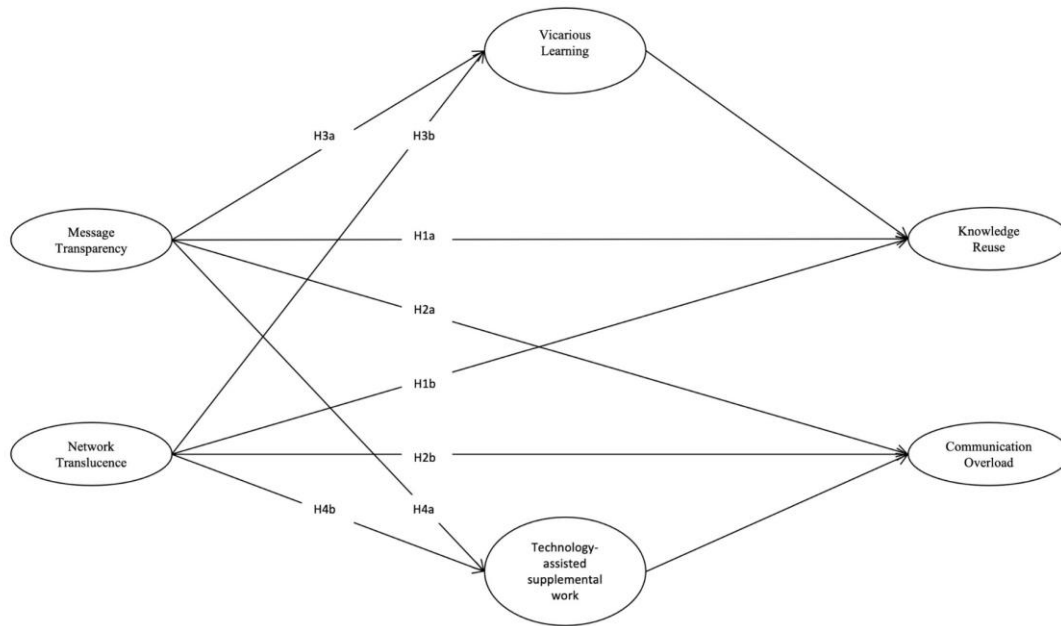 Vicarious
Learning
H3a
H3b
Message
Transparency
H1a
Knowledge
Reuse
H2a
H1b
Network
Translucence
H2b
Communication
Overload
H4b
H4a
Technology-
assisted
supplemental
work